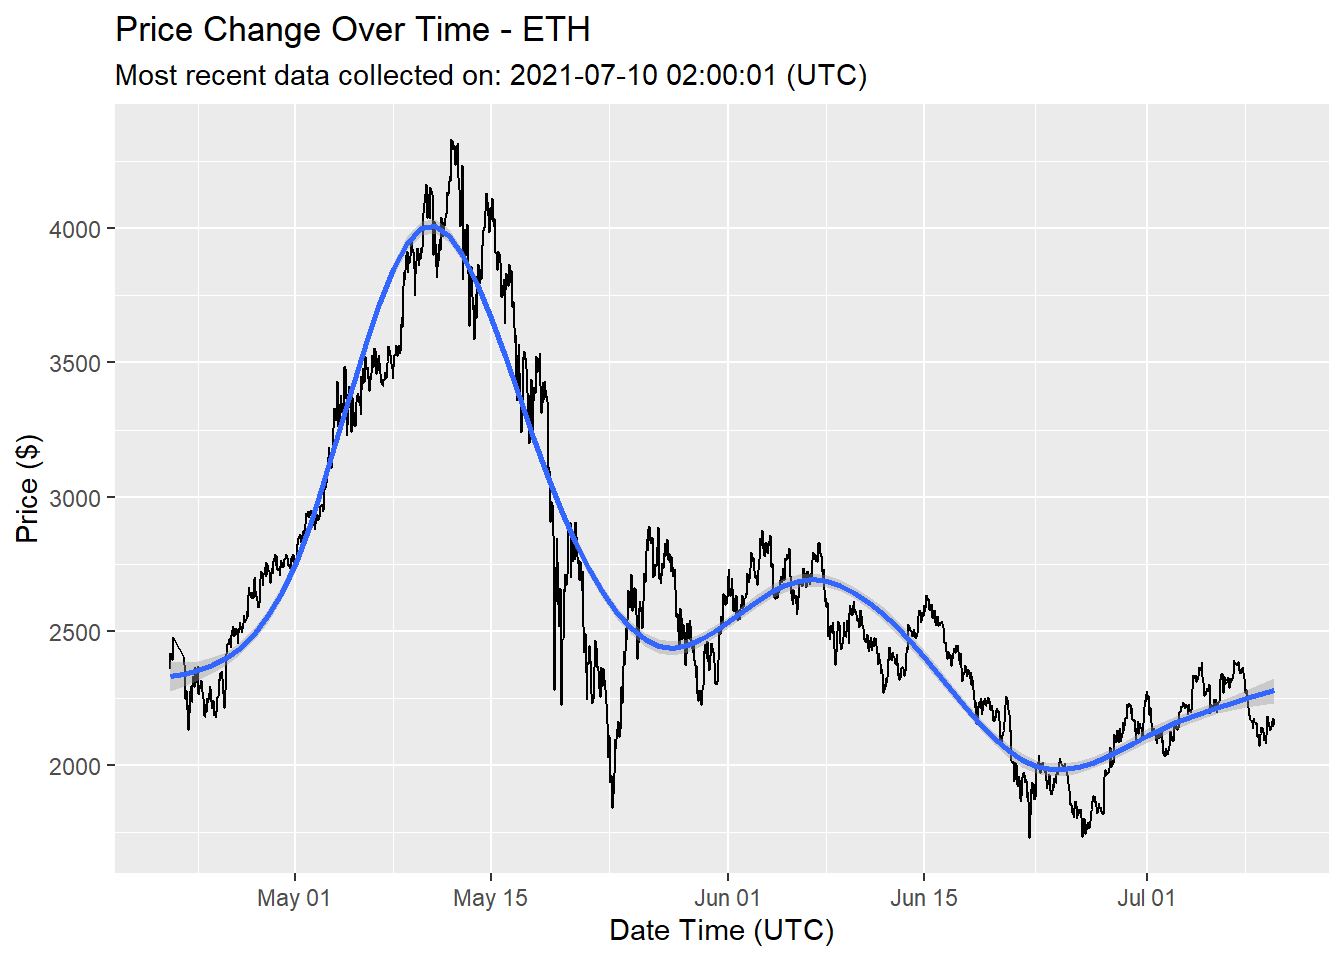 Price Change Over Time - ETH
Most recent data collected on: 2021-07-10 02:00:01 (UTC)
Price ($)
4000
3500
3000
2500
2000
May 01
May 15
Jun 01
Jun 15
Jul 01
Date Time (UTC)